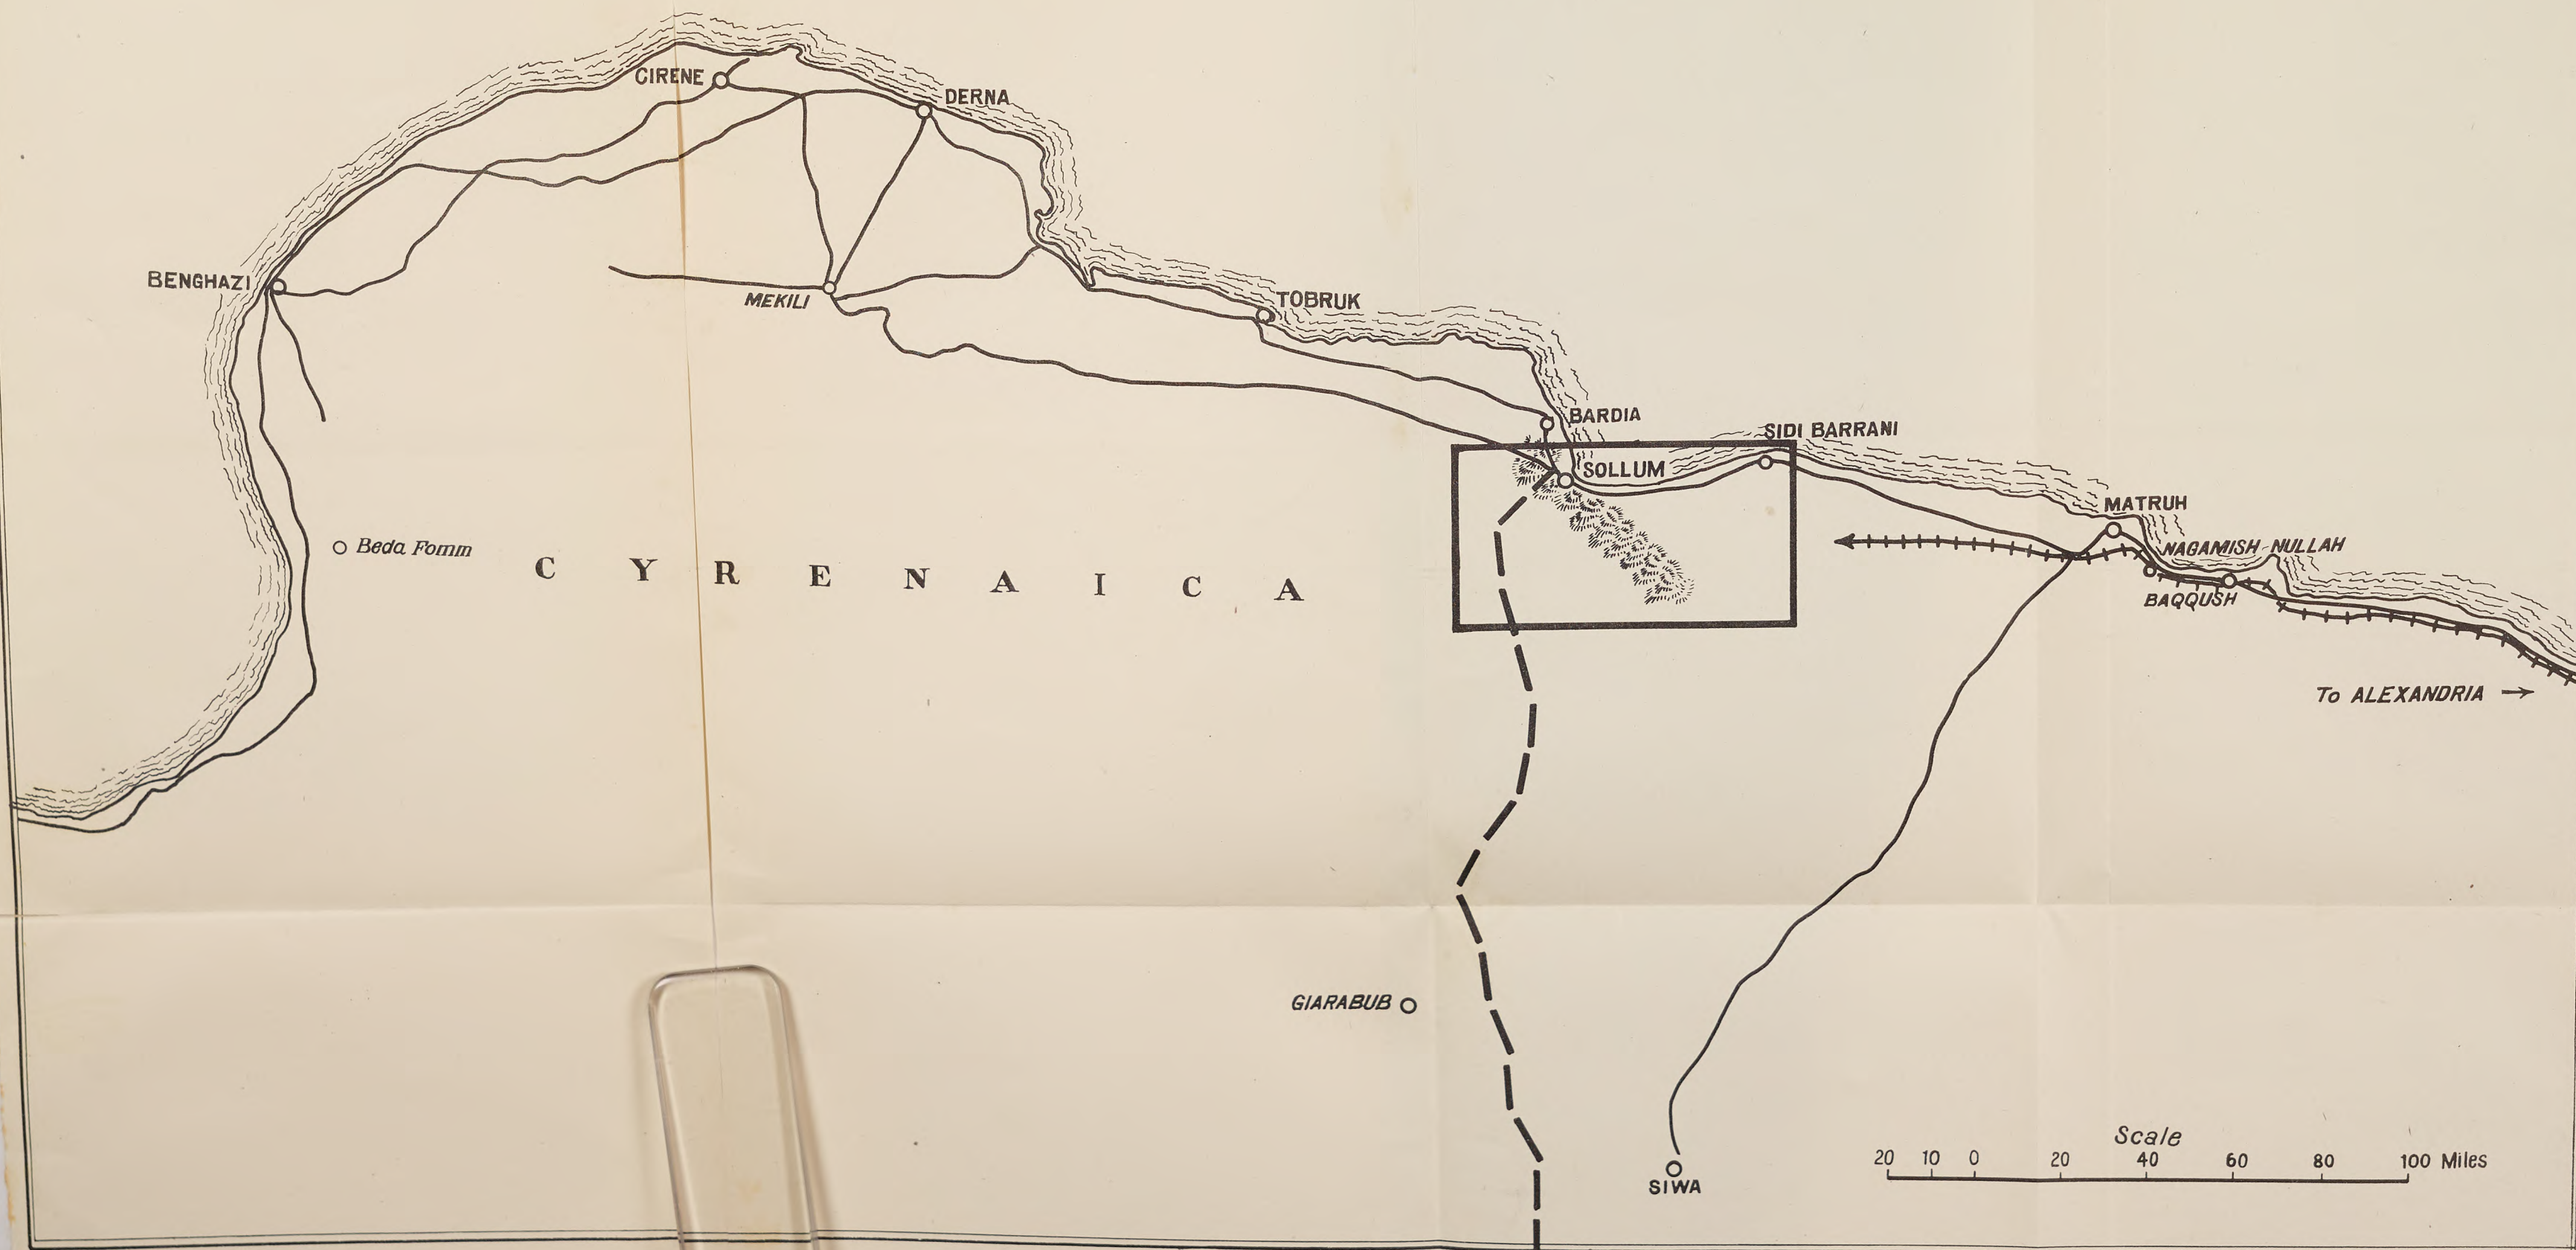 CIRENE
DERNA
BENGHAZI
MEKILI
TOBRUK
BARDIA
SIDI BARRANI
SOLLUM
MATRUH
NAGAMISH NULLAH
BAQQUSH
Beda Fomm
CYRENAICA
To ALEXANDRIA →
GIARABUB
SIWA
Scale
20 10 0 20 40 60 80 100 Miles